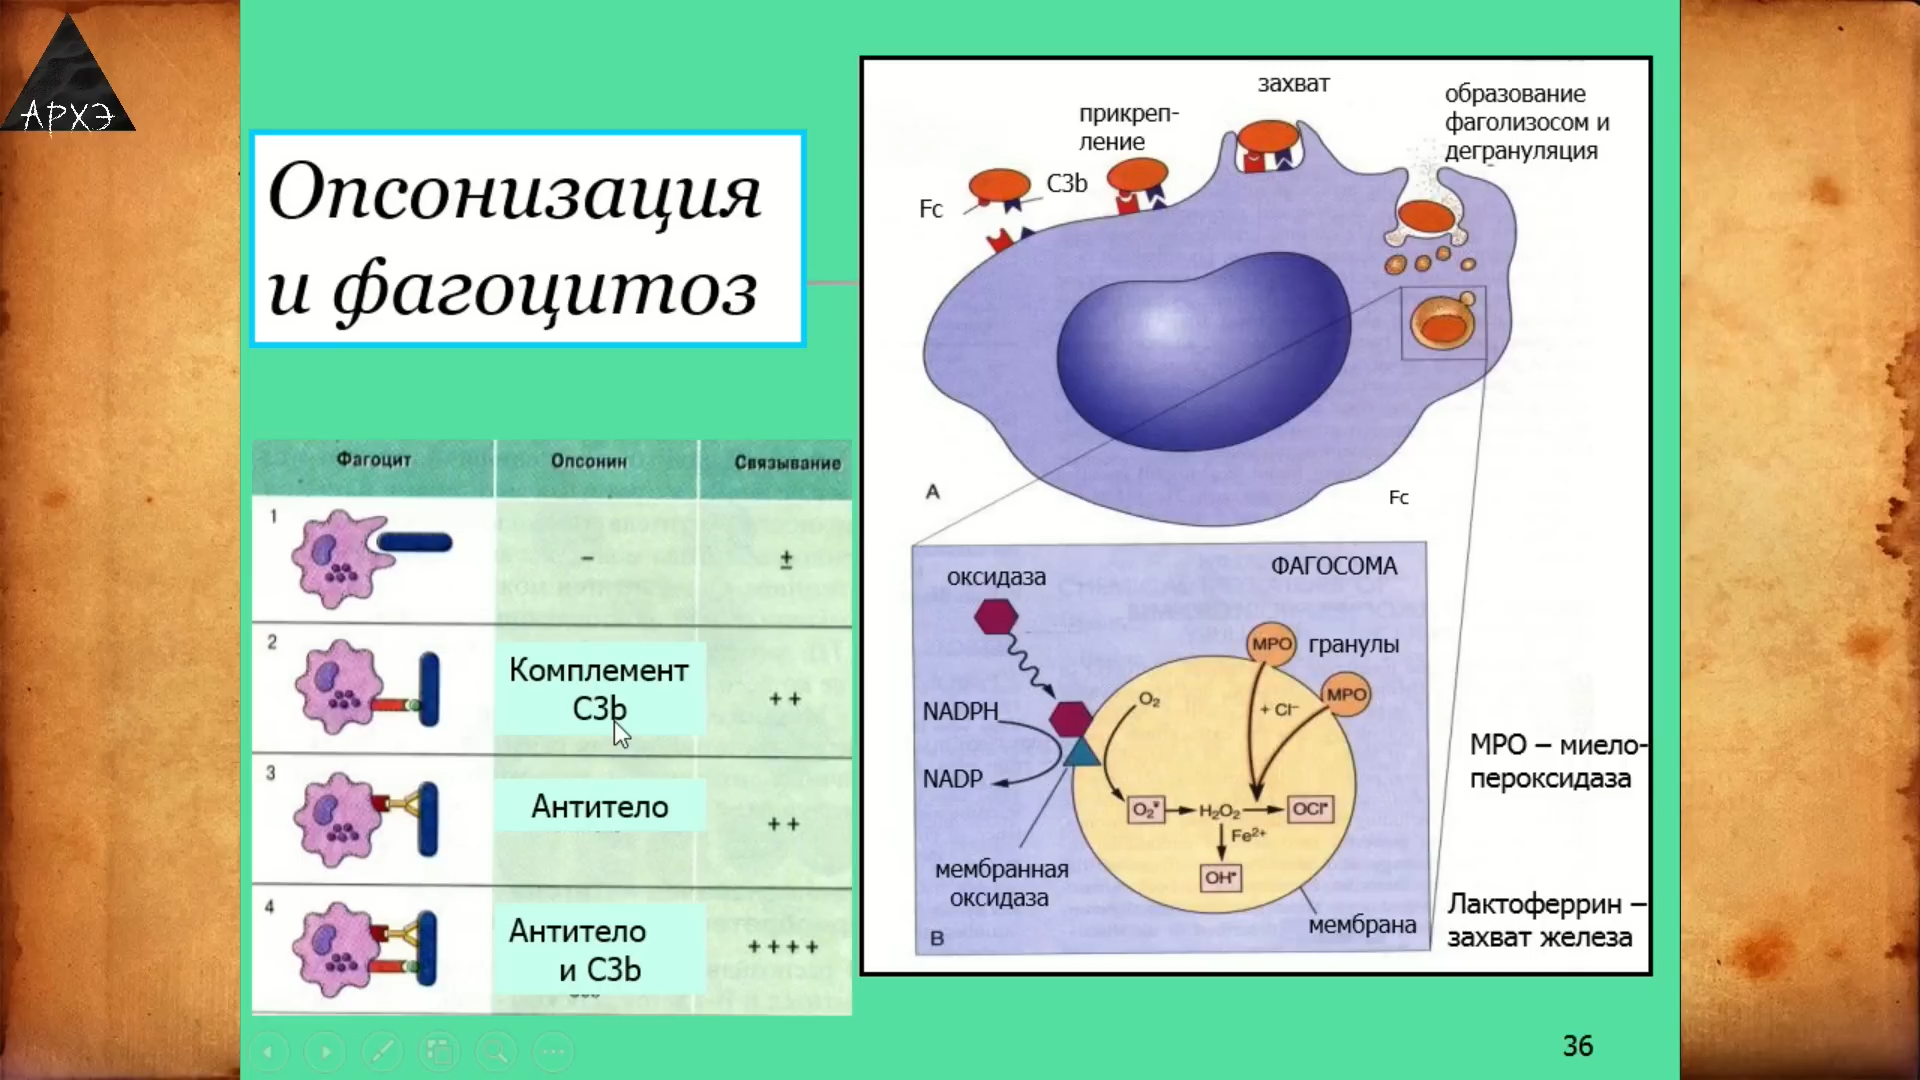 АРХЭ
Опсонизация
и фагоцитоз
Фагоцит
Опсонин
Связывание
1
–
±
2
Комплемент
C3b
++
3
Антитело
++
4
Антитело
и C3b
++++
захват
прикреп-
ление
образование
фаголизосом и
дегрануляция
Fc
C3b
A
Fc
ФАГОСОМА
оксидаза
MPO
гранулы
MPO
O₂
+ Cl⁻
NADPH
NADP
O₂•
H₂O₂
OCl•
Fe²⁺
OH•
мембранная
оксидаза
мембрана
B
MPO – миело-
пероксидаза
Лактоферрин –
захват железа
36